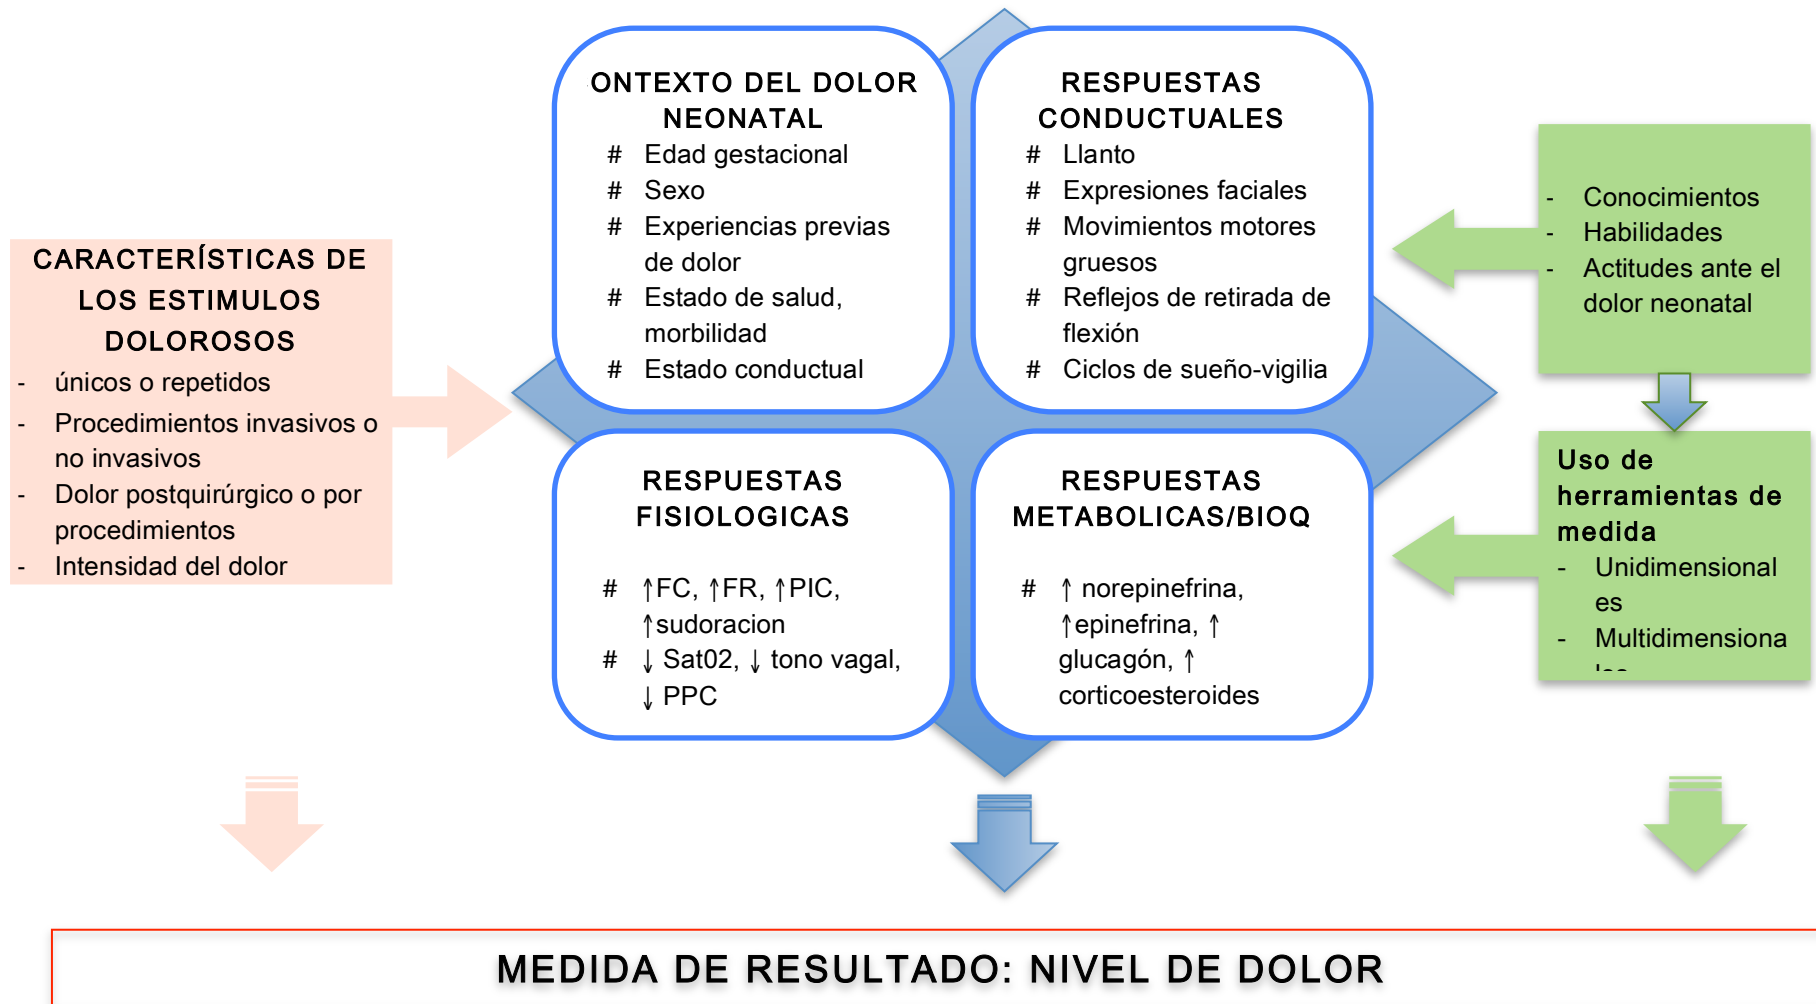 CARACTERÍSTICAS DE
LOS ESTIMULOS
DOLOROSOS
- únicos o repetidos
- Procedimientos invasivos o
no invasivos
- Dolor postquirúrgico o por
procedimientos
- Intensidad del dolor
ONTEXTO DEL DOLOR
NEONATAL
# Edad gestacional
# Sexo
# Experiencias previas
de dolor
# Estado de salud,
morbilidad
# Estado conductual
RESPUESTAS
CONDUCTUALES
# Llanto
# Expresiones faciales
# Movimientos motores
gruesos
# Reflejos de retirada de
flexión
# Ciclos de sueño-vigilia
RESPUESTAS
FISIOLOGICAS
# ↑FC, ↑FR, ↑PIC,
↑sudoracion
# ↓ Sat02, ↓ tono vagal,
↓ PPC
RESPUESTAS
METABOLICAS/BIOQ
# ↑ norepinefrina,
↑epinefrina, ↑
glucagón, ↑
corticoesteroides
- Conocimientos
- Habilidades
- Actitudes ante el
dolor neonatal
Uso de
herramientas de
medida
- Unidimensional
es
- Multidimensiona
MEDIDA DE RESULTADO: NIVEL DE DOLOR